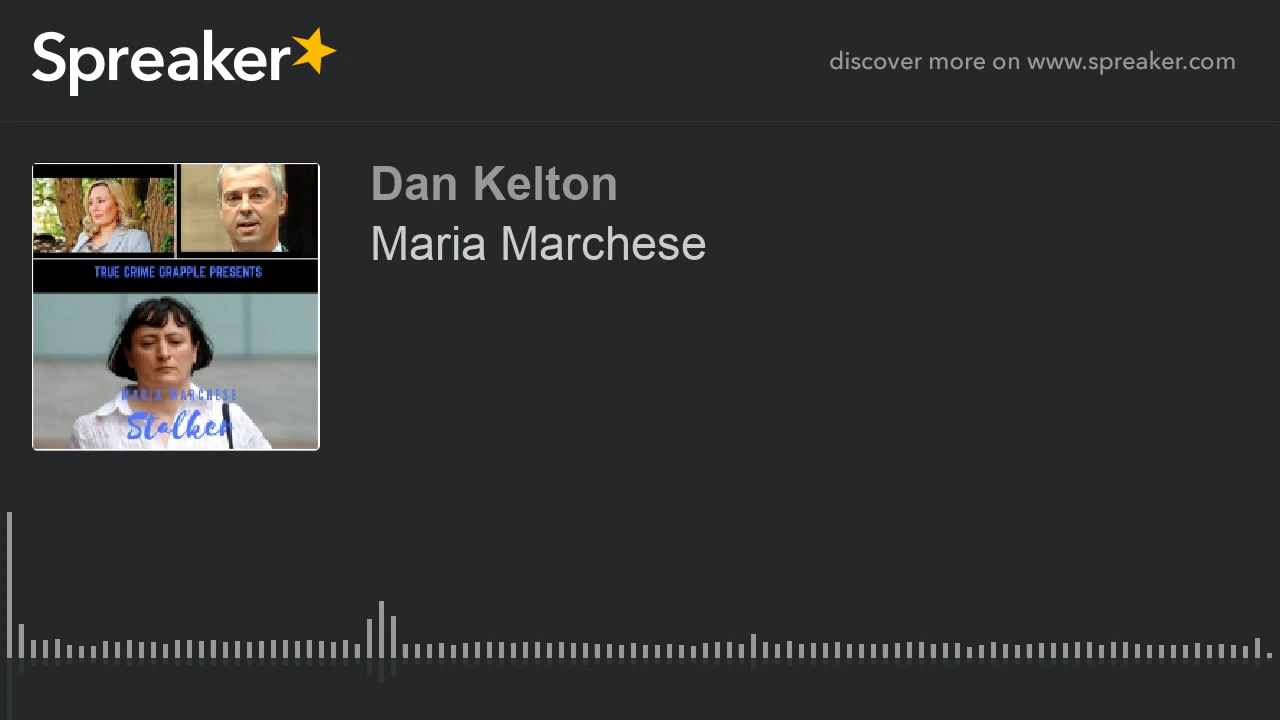 Spreaker
discover more on www.spreaker.com
Dan Kelton
Maria Marchese
TRUE CRIME GRAPPLE PRESENTS
MARIA MARCHESE
Stalker